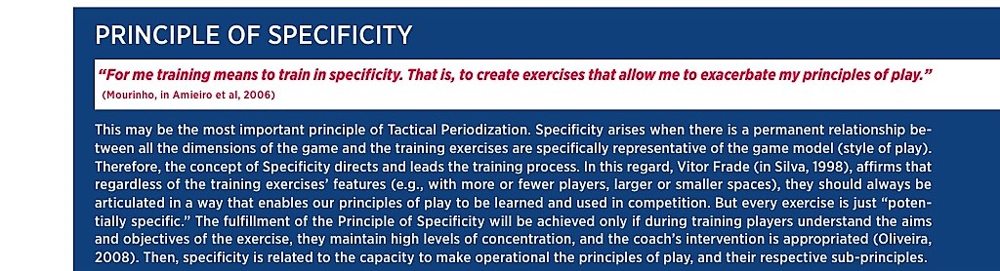 PRINCIPLE OF SPECIFICITY
“For me training means to train in specificity. That is, to create exercises that allow me to exacerbate my principles of play.”
(Mourinho, in Amieiro et al, 2006)
This may be the most important principle of Tactical Periodization. Specificity arises when there is a permanent relationship be-
tween all the dimensions of the game and the training exercises are specifically representative of the game model (style of play).
Therefore, the concept of Specificity directs and leads the training process. In this regard, Vitor Frade (in Silva, 1998), affirms that
regardless of the training exercises’ features (e.g., with more or fewer players, larger or smaller spaces), they should always be
articulated in a way that enables our principles of play to be learned and used in competition. But every exercise is just “poten-
tially specific.” The fulfillment of the Principle of Specificity will be achieved only if during training players understand the aims
and objectives of the exercise, they maintain high levels of concentration, and the coach’s intervention is appropriated (Oliveira,
2008). Then, specificity is related to the capacity to make operational the principles of play, and their respective sub-principles.